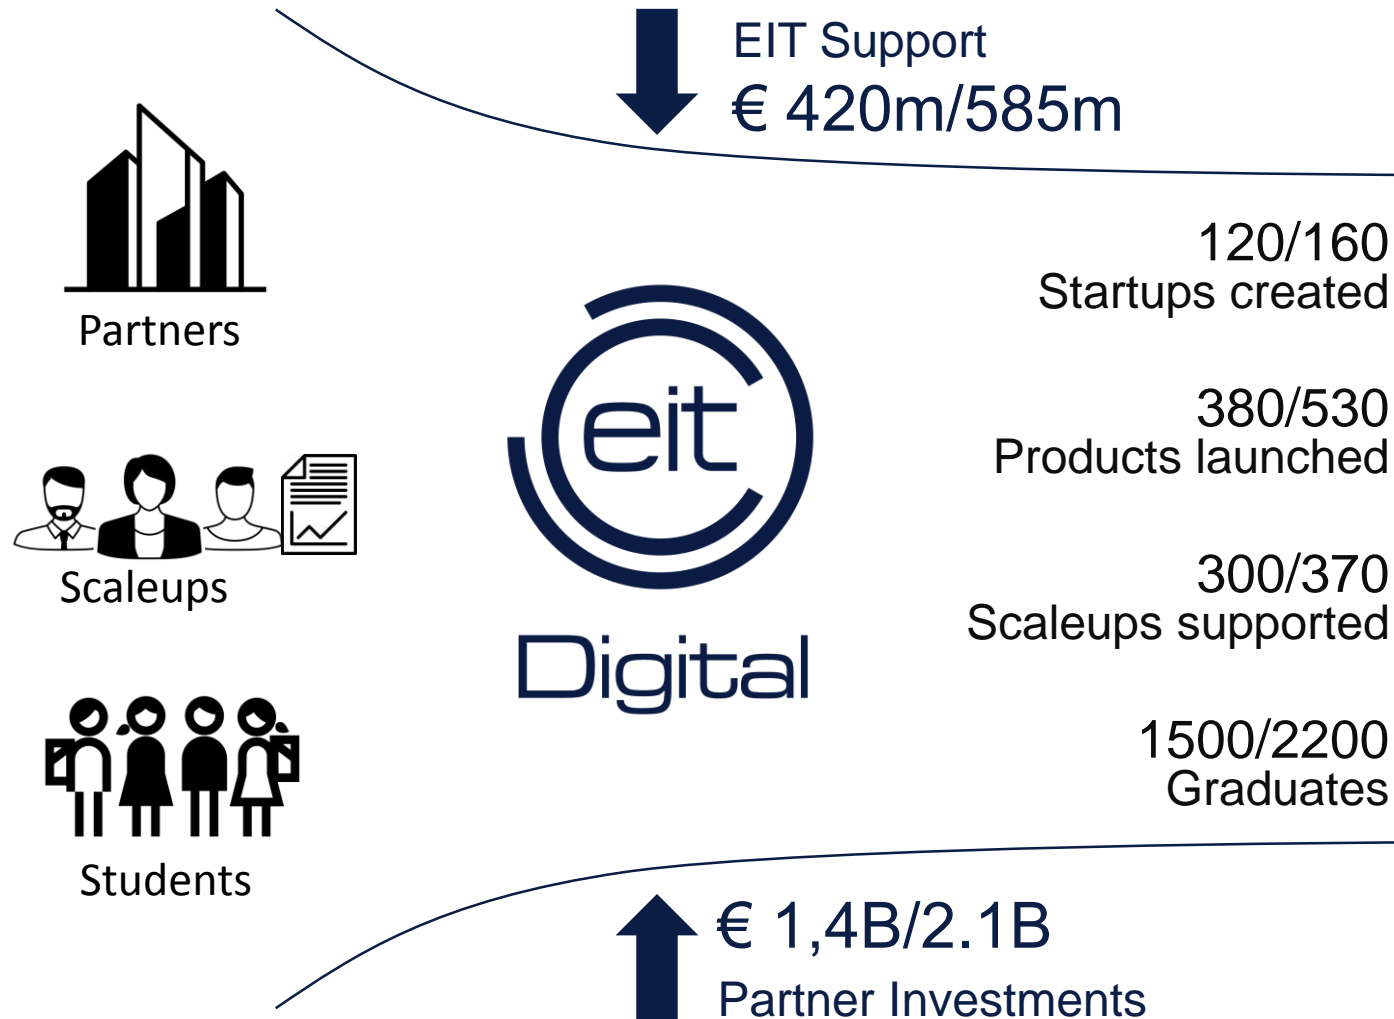 EIT Support
€ 420m/585m
Partners
Scaleups
Students
eit
Digital
120/160
Startups created
380/530
Products launched
300/370
Scaleups supported
1500/2200
Graduates
€ 1,4B/2.1B
Partner Investments